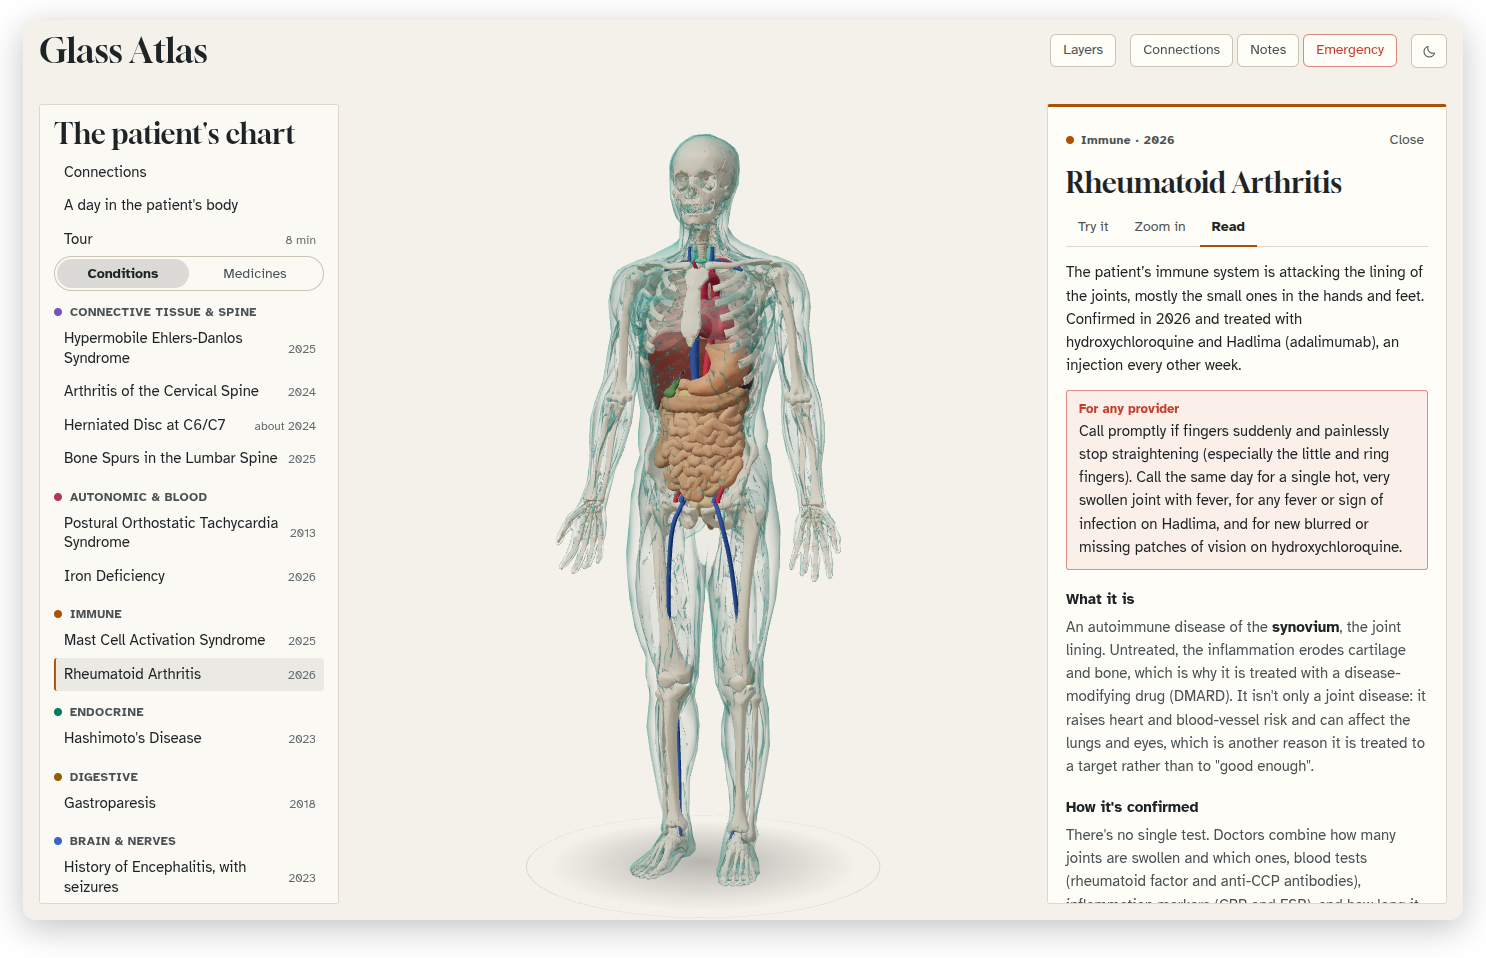 Glass Atlas
Layers
Connections
Notes
Emergency
The patient's chart
Connections
A day in the patient's body
Tour 8 min
Conditions Medicines
CONNECTIVE TISSUE & SPINE
Hypermobile Ehlers-Danlos
Syndrome 2025
Arthritis of the Cervical Spine 2024
Herniated Disc at C6/C7 about 2024
Bone Spurs in the Lumbar Spine 2025
AUTONOMIC & BLOOD
Postural Orthostatic Tachycardia
Syndrome 2013
Iron Deficiency 2026
IMMUNE
Mast Cell Activation Syndrome 2025
Rheumatoid Arthritis 2026
ENDOCRINE
Hashimoto's Disease 2023
DIGESTIVE
Gastroparesis 2018
BRAIN & NERVES
History of Encephalitis, with
seizures 2023
Immune · 2026 Close
Rheumatoid Arthritis
Try it Zoom in Read
The patient’s immune system is attacking the lining of
the joints, mostly the small ones in the hands and feet.
Confirmed in 2026 and treated with
hydroxychloroquine and Hadlima (adalimumab), an
injection every other week.
For any provider
Call promptly if fingers suddenly and painlessly
stop straightening (especially the little and ring
fingers). Call the same day for a single hot, very
swollen joint with fever, for any fever or sign of
infection on Hadlima, and for new blurred or
missing patches of vision on hydroxychloroquine.
What it is
An autoimmune disease of the synovium, the joint
lining. Untreated, the inflammation erodes cartilage
and bone, which is why it is treated with a disease-
modifying drug (DMARD). It isn't only a joint disease: it
raises heart and blood-vessel risk and can affect the
lungs and eyes, which is another reason it is treated to
a target rather than to "good enough".
How it's confirmed
There's no single test. Doctors combine how many
joints are swollen and which ones, blood tests
(rheumatoid factor and anti-CCP antibodies),
inflammation markers (CRP and ESR), and how long it